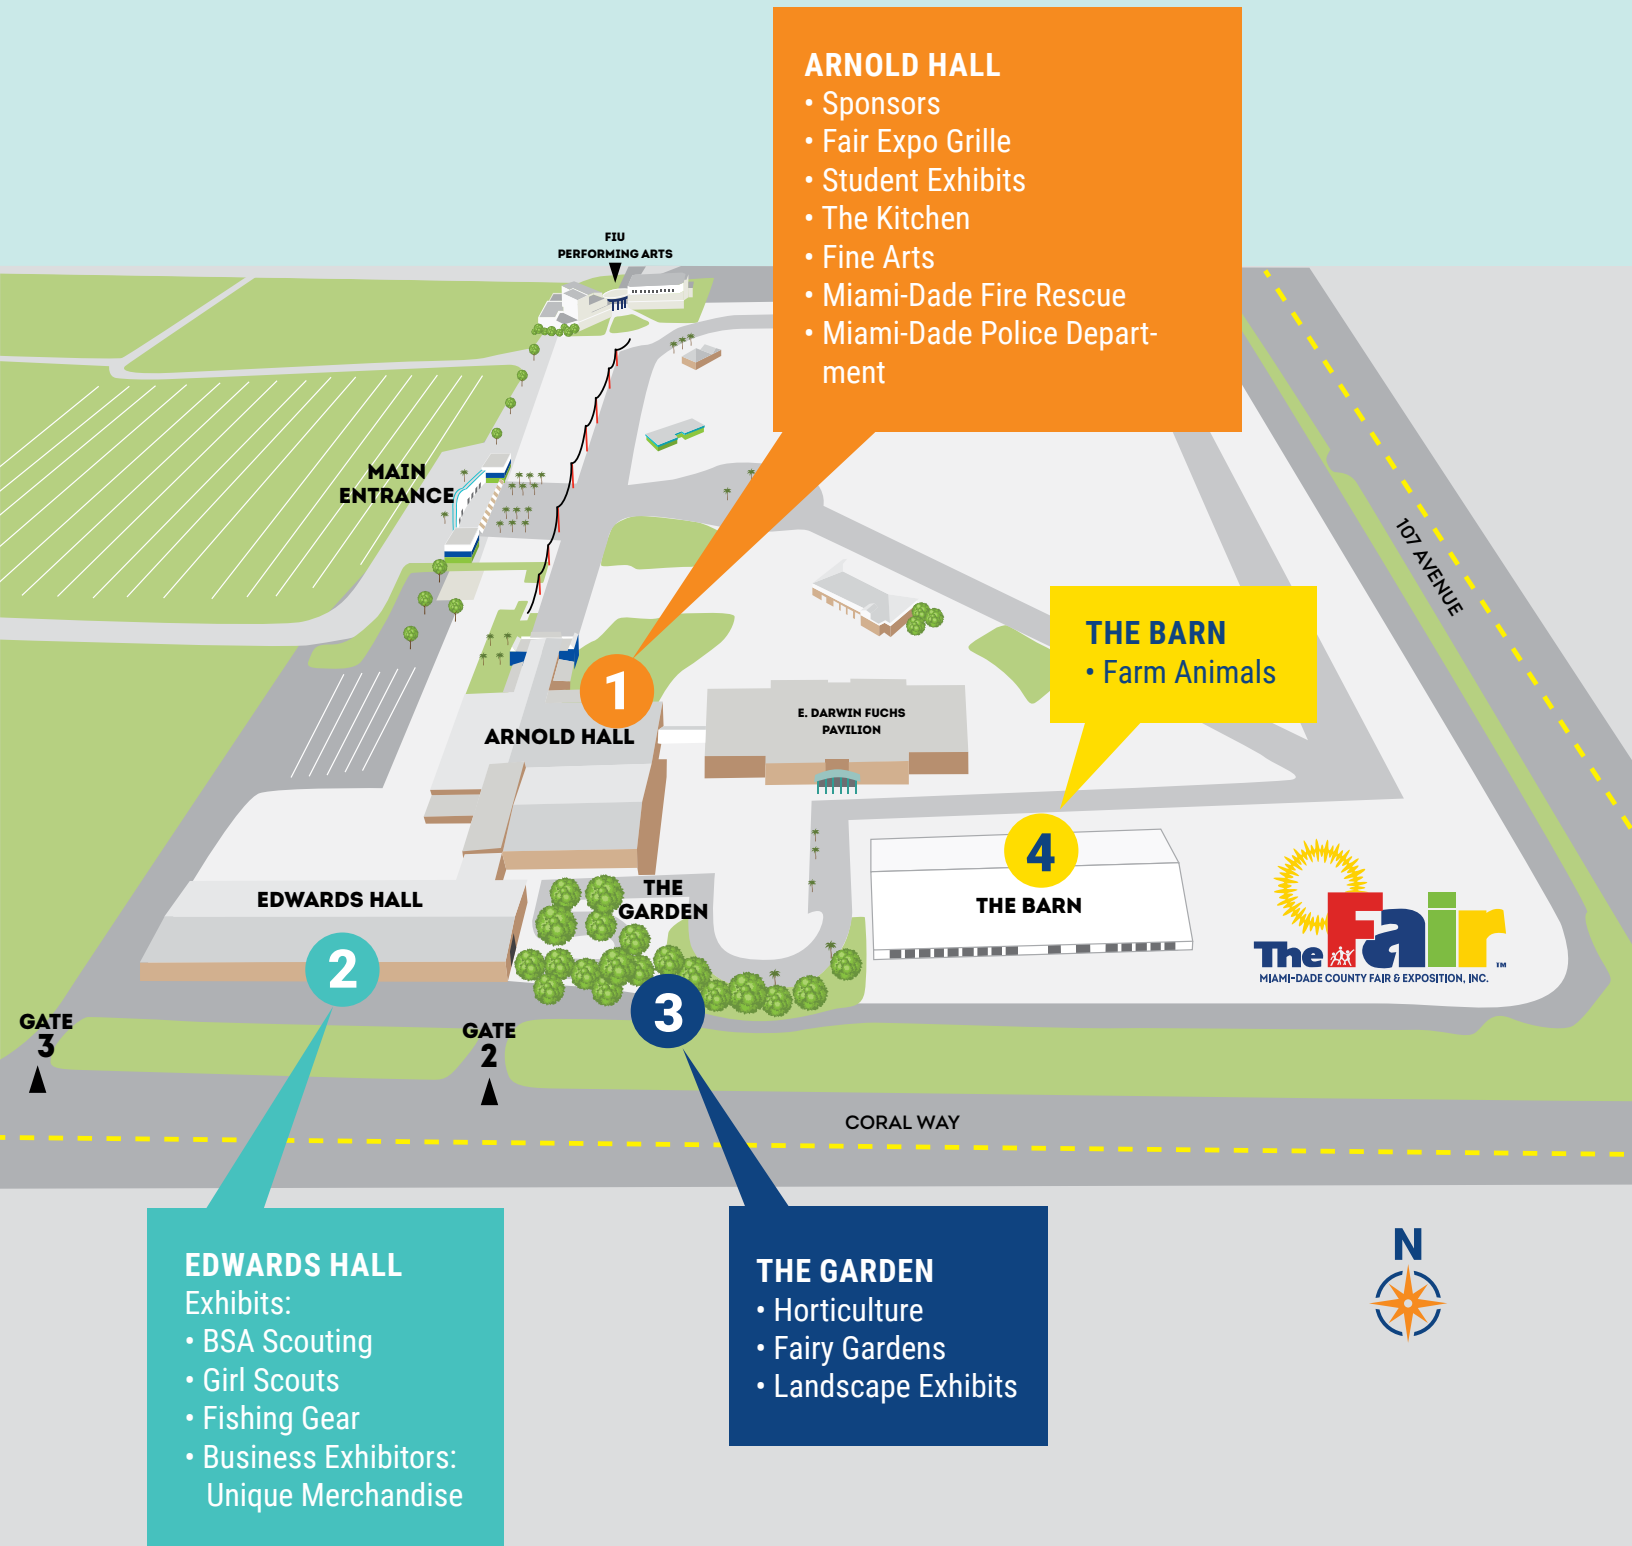 ARNOLD HALL
• Sponsors
• Fair Expo Grille
• Student Exhibits
• The Kitchen
• Fine Arts
• Miami-Dade Fire Rescue
• Miami-Dade Police Depart-
ment
FIU
PERFORMING ARTS
MAIN
ENTRANCE
107 AVENUE
THE BARN
• Farm Animals
1
ARNOLD HALL
E. DARWIN FUCHS
PAVILION
4
THE BARN
EDWARDS HALL
THE
GARDEN
2
3
The Fair ™
MIAMI-DADE COUNTY FAIR & EXPOSITION, INC.
GATE
3
GATE
2
CORAL WAY
EDWARDS HALL
Exhibits:
• BSA Scouting
• Girl Scouts
• Fishing Gear
• Business Exhibitors:
Unique Merchandise
THE GARDEN
• Horticulture
• Fairy Gardens
• Landscape Exhibits
N